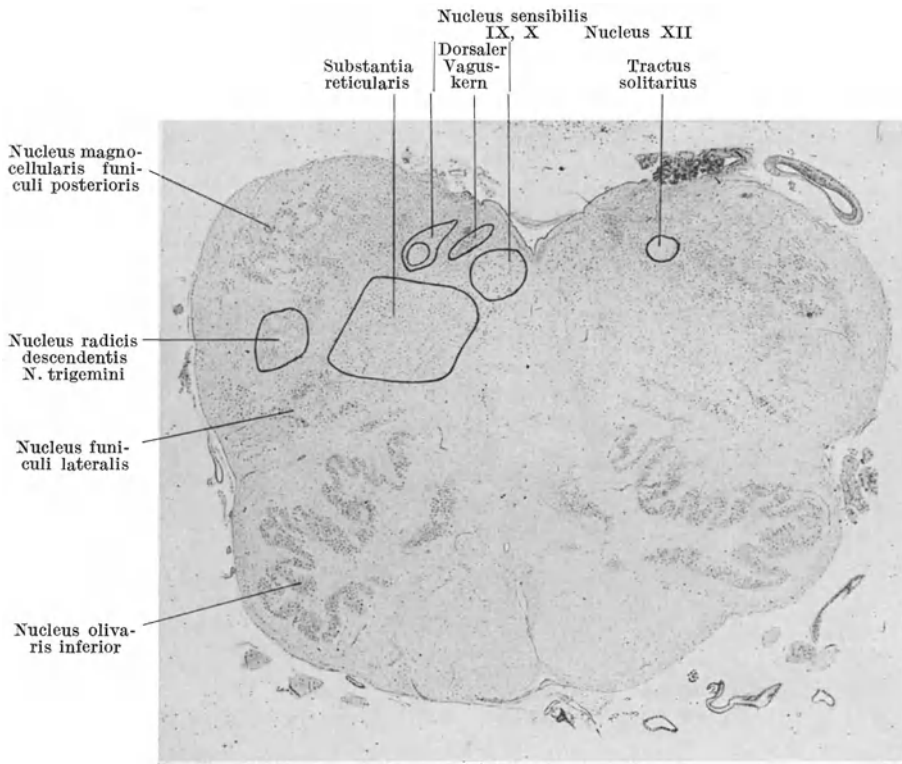 Nucleus sensibilis
IX, X
Nucleus XII
Dorsaler
Vagus-
kern
Substantia
reticularis
Tractus
solitarius
Nucleus magno-
cellularis funi-
culi posterioris
Nucleus radicis
descendentis
N. trigemini
Nucleus funi-
culi lateralis
Nucleus oliva-
ris inferior